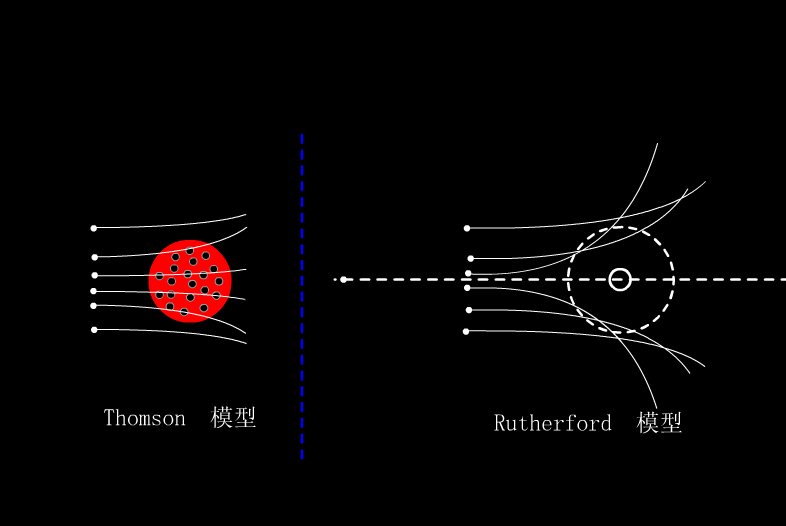 Thomson 模型
Rutherford 模型